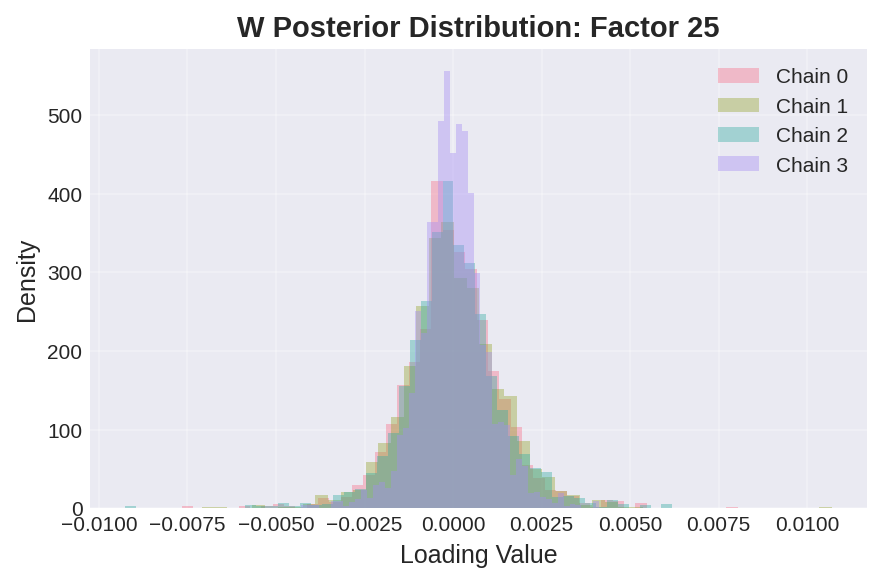 W Posterior Distribution: Factor 25
Chain 0
Chain 1
Chain 2
Chain 3
500
400
300
200
100
0
Density
−0.0100 −0.0075 −0.0050 −0.0025 0.0000 0.0025 0.0050 0.0075 0.0100
Loading Value